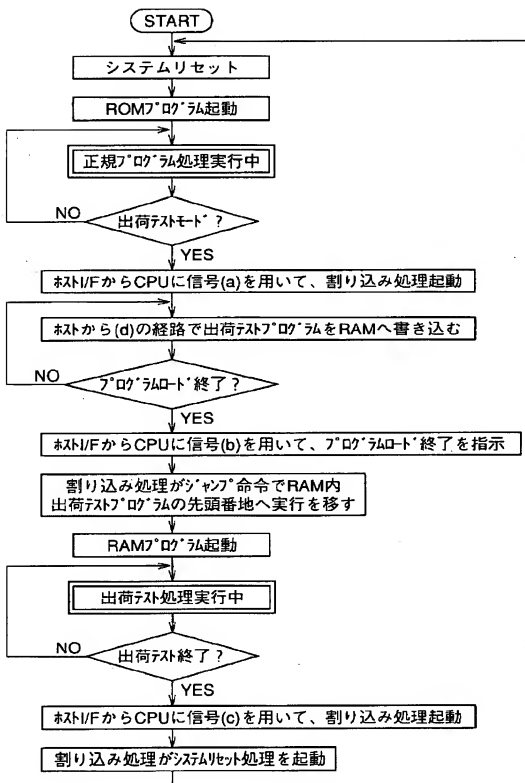 START
システムリセット
ROMプログラム起動
正規プログラム処理実行中
NO
出荷テストモード？
YES
ホストI/FからCPUに信号(a)を用いて、割り込み処理起動
ホストから(d)の経路で出荷テストプログラムをRAMへ書き込む
NO
プログラムロード終了？
YES
ホストI/FからCPUに信号(b)を用いて、プログラムロード終了を指示
割り込み処理がジャンプ命令でRAM内
出荷テストプログラムの先頭番地へ実行を移す
RAMプログラム起動
出荷テスト処理実行中
NO
出荷テスト終了？
YES
ホストI/FからCPUに信号(c)を用いて、割り込み処理起動
割り込み処理がシステムリセット処理を起動